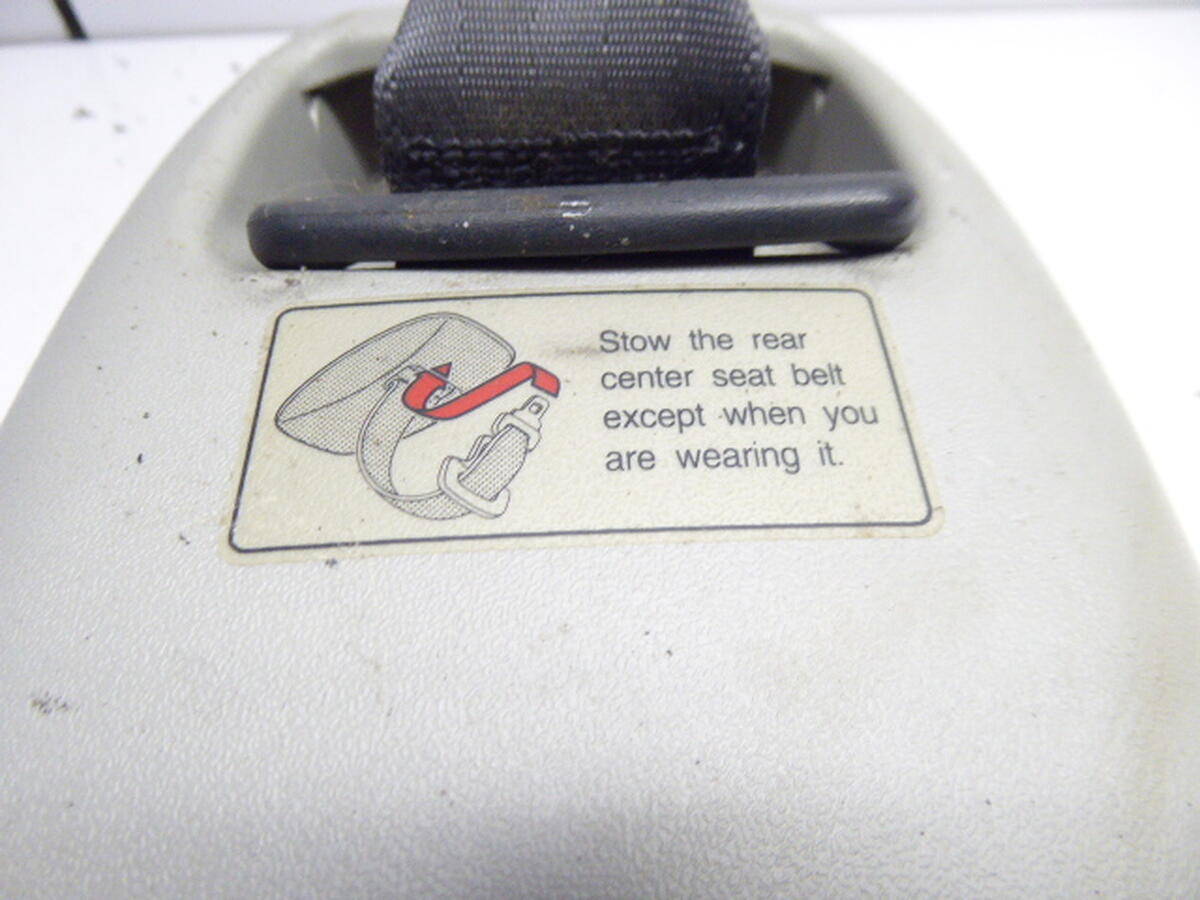 Stow the rear
center seat belt
except when you
are wearing it.